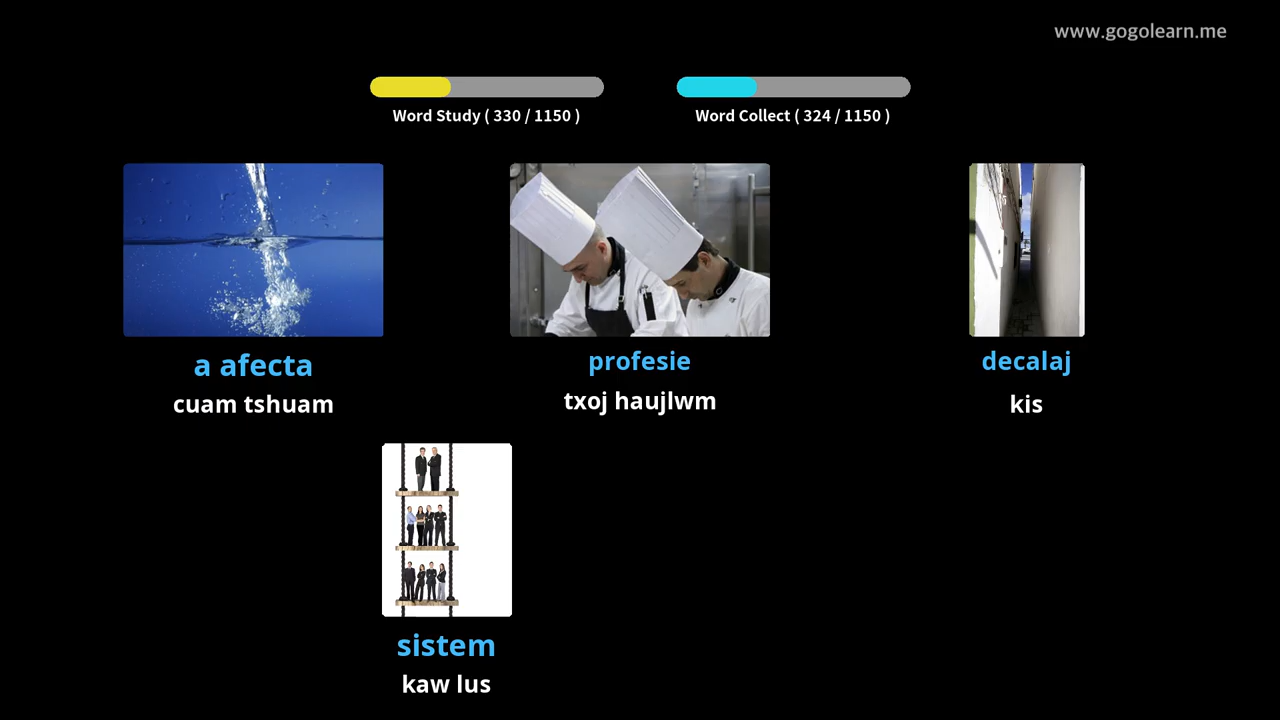 www.gogolearn.me
Word Study ( 330 / 1150 )
Word Collect ( 324 / 1150 )
a afecta
cuam tshuam
profesie
txoj haujlwm
decalaj
kis
sistem
kaw lus